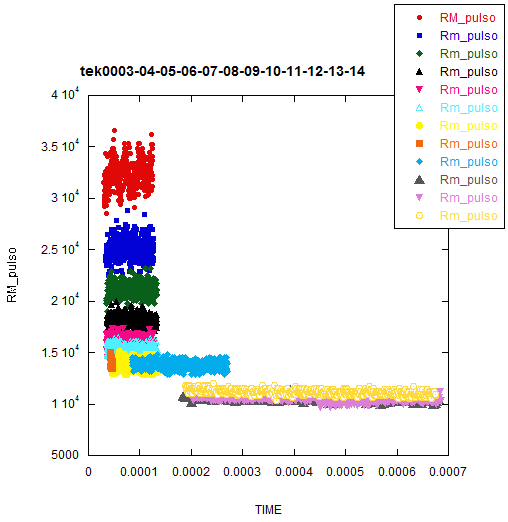 RM_pulso
Rm_pulso
Rm_pulso
Rm_pulso
Rm_pulso
Rm_pulso
Rm_pulso
Rm_pulso
Rm_pulso
Rm_pulso
Rm_pulso
Rm_pulso
tek0003-04-05-06-07-08-09-10-11-12-13-14
4 10⁴
3.5 10⁴
3 10⁴
2.5 10⁴
2 10⁴
1.5 10⁴
1 10⁴
5000
RM_pulso
0 0.0001 0.0002 0.0003 0.0004 0.0005 0.0006 0.0007
TIME